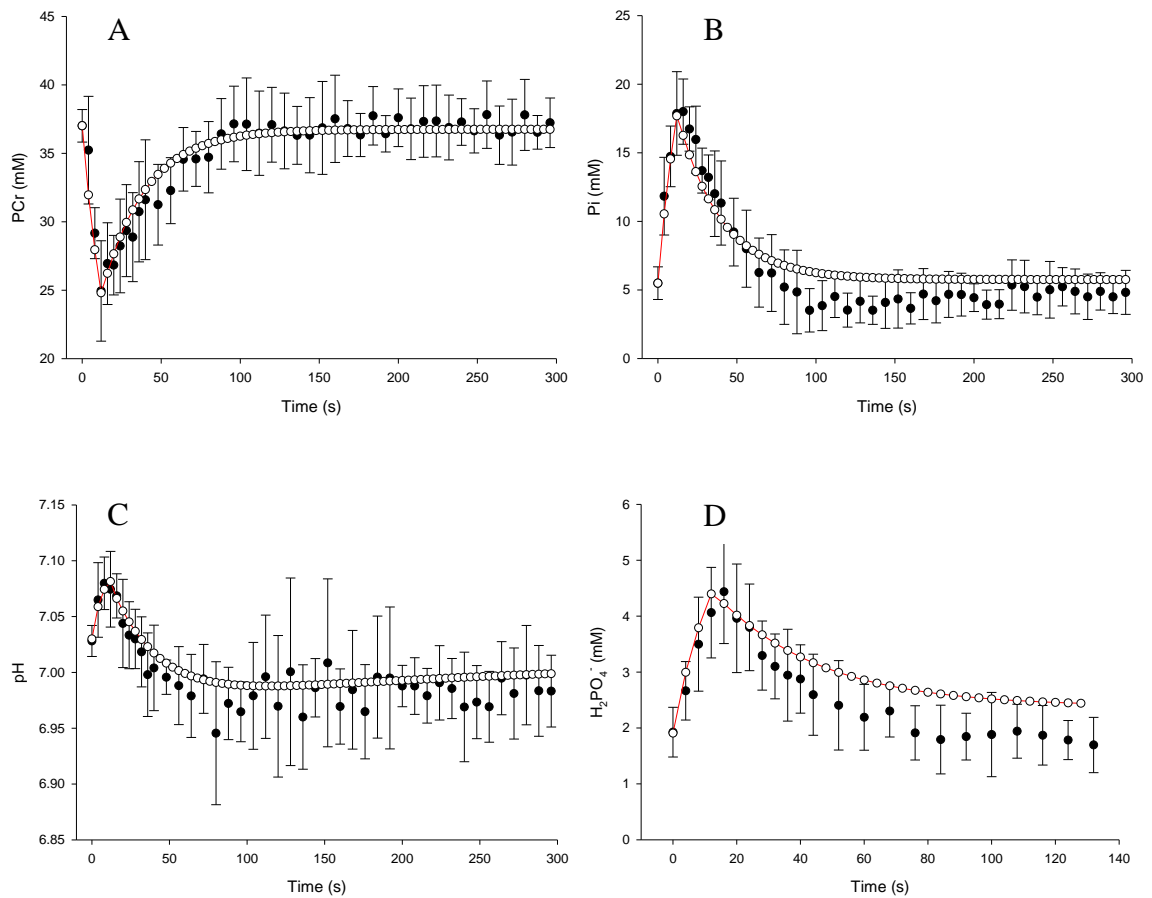 A
45
40
35
30
25
20
PCr (mM)
0 50 100 150 200 250 300
Time (s)
B
25
20
15
10
5
0
Pi (mM)
0 50 100 150 200 250 300
Time (s)
C
7.15
7.10
7.05
7.00
6.95
6.90
6.85
pH
0 50 100 150 200 250 300
Time (s)
D
6
5
4
3
2
1
0
H₂PO₄⁻ (mM)
0 20 40 60 80 100 120 140
Time (s)